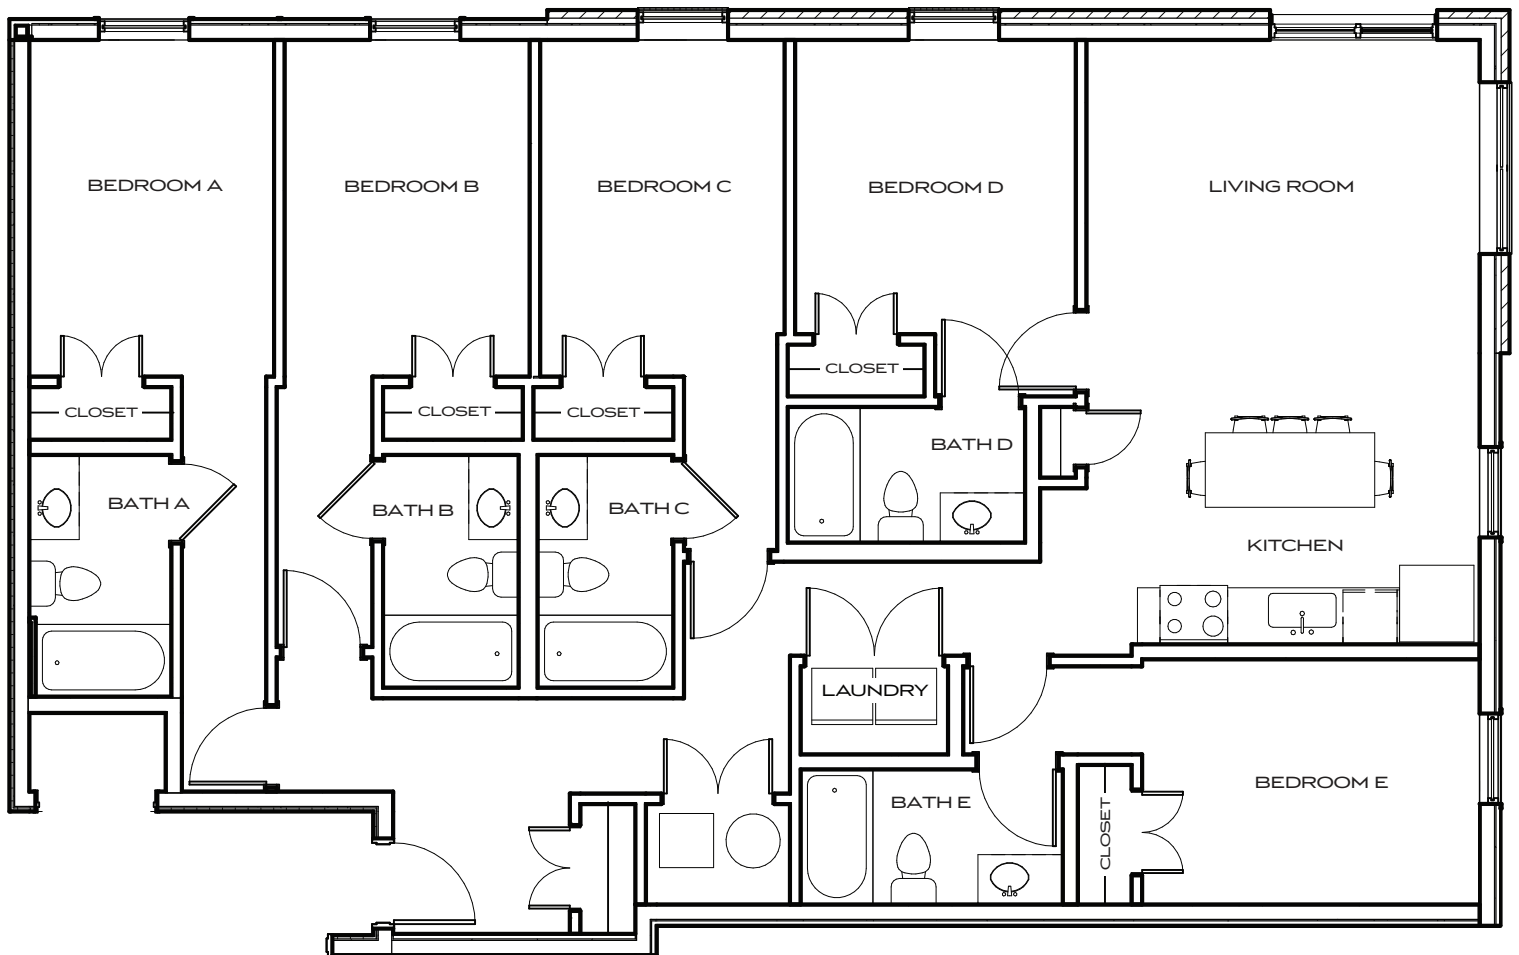 BEDROOM A
BEDROOM B
BEDROOM C
BEDROOM D
LIVING ROOM
CLOSET
CLOSET
CLOSET
CLOSET
BATH A
BATH B
BATH C
BATH D
KITCHEN
LAUNDRY
BATH E
CLOSET
BEDROOM E